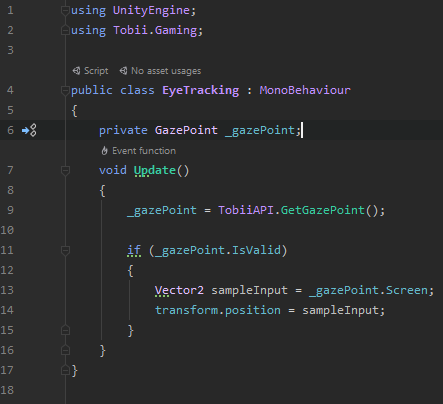 1 using UnityEngine;
2 using Tobii.Gaming;
3
Script No asset usages
4 public class EyeTracking : MonoBehaviour
5 {
6 private GazePoint _gazePoint;
Event function
7 void Update()
8 {
9 _gazePoint = TobiiAPI.GetGazePoint();
10
11 if (_gazePoint.IsValid)
12 {
13 Vector2 sampleInput = _gazePoint.Screen;
14 transform.position = sampleInput;
15 }
16 }
17 }
18